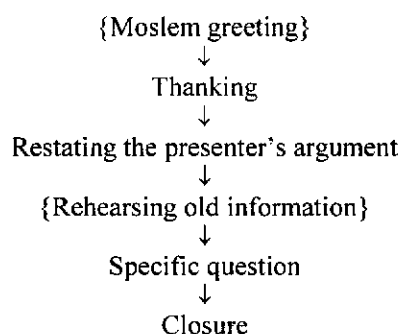 {Moslem greeting}
↓
Thanking
↓
Restating the presenter's argument
↓
{Rehearsing old information}
↓
Specific question
↓
Closure